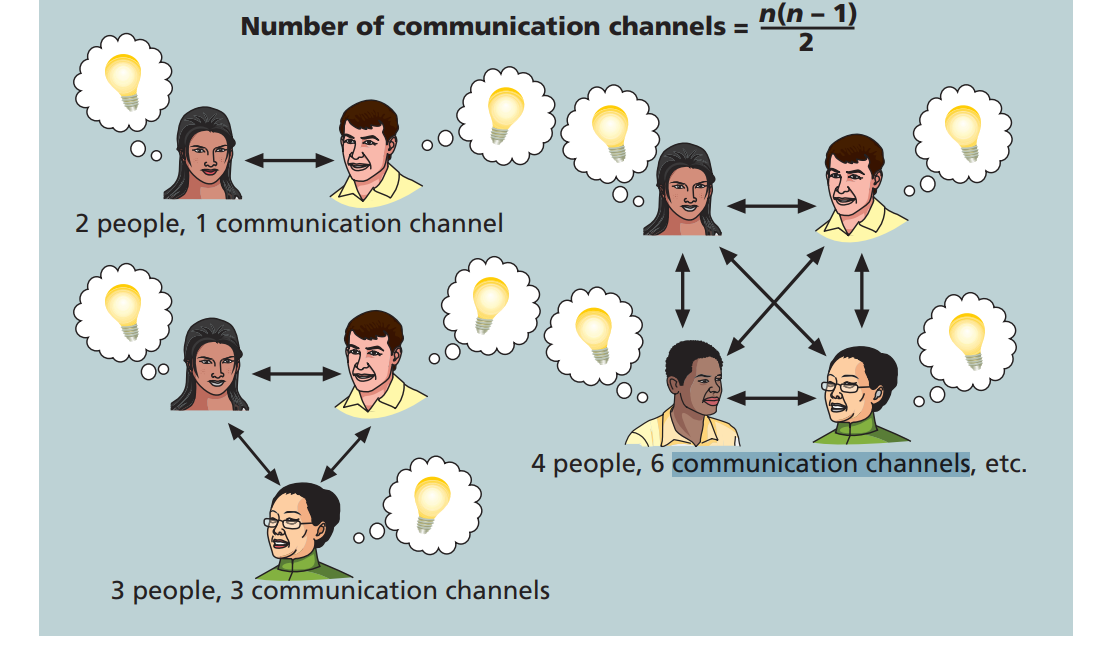 Number of communication channels = n(n – 1)/2
2 people, 1 communication channel
4 people, 6 communication channels, etc.
3 people, 3 communication channels